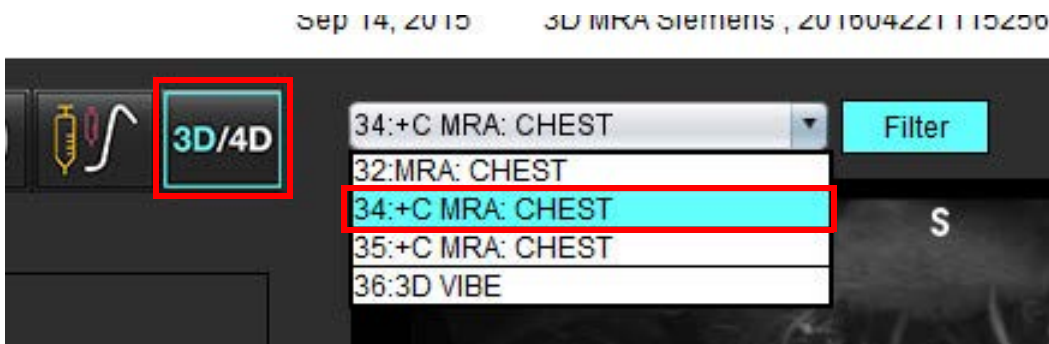 Sep 14, 2015 3D MRA Siemens , 201604221115256
3D/4D
34:+C MRA: CHEST
Filter
32:MRA: CHEST
34:+C MRA: CHEST
35:+C MRA: CHEST
36:3D VIBE
S